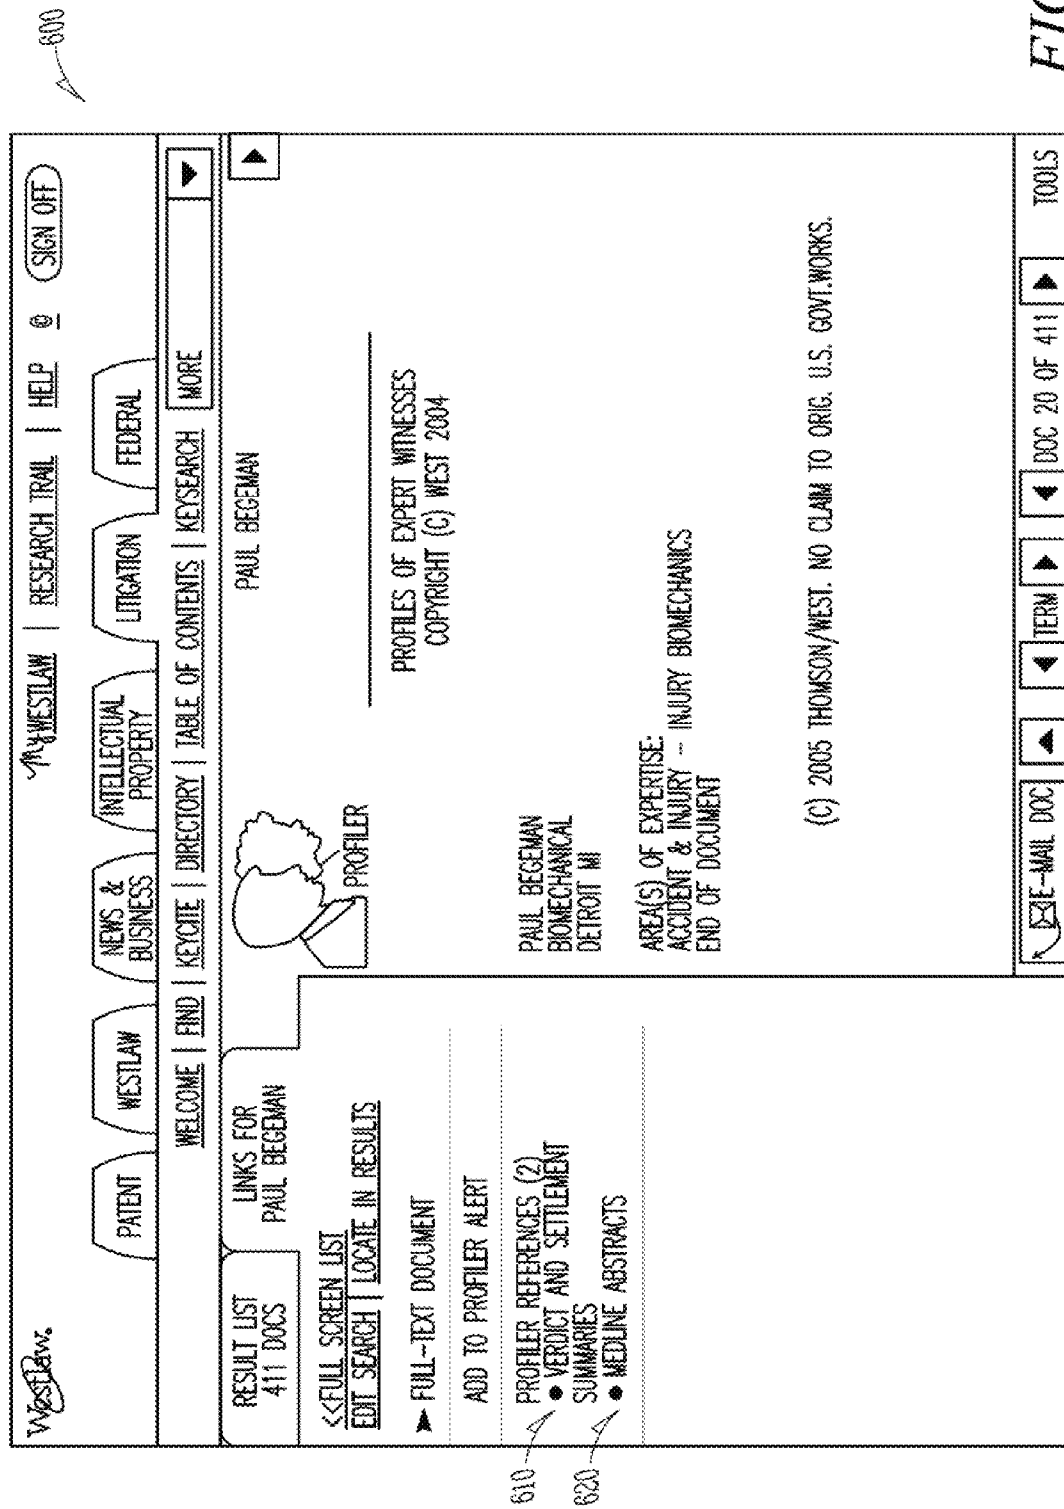 600
Westlaw.
My WESTLAW | RESEARCH TRAIL | HELP © SIGN OFF
PATENT
WESTLAW
NEWS &
BUSINESS
INTELLECTUAL
PROPERTY
LITIGATION
FEDERAL
WELCOME | FIND | KEYCITE | DIRECTORY | TABLE OF CONTENTS | KEYSEARCH
MORE
RESULT LIST
411 DOCS
LINKS FOR
PAUL BEGEMAN
<<FULL SCREEN LIST
EDIT SEARCH | LOCATE IN RESULTS
FULL-TEXT DOCUMENT
ADD TO PROFILER ALERT
PROFILER REFERENCES (2)
610
● VERDICT AND SETTLEMENT
SUMMARIES
620
● MEDLINE ABSTRACTS
PROFILER
PAUL BEGEMAN
PROFILES OF EXPERT WITNESSES
COPYRIGHT (C) WEST 2004
PAUL BEGEMAN
BIOMECHANICAL
DETROIT MI
AREA(S) OF EXPERTISE:
ACCIDENT & INJURY - INJURY BIOMECHANICS
END OF DOCUMENT
(C) 2005 THOMSON/WEST. NO CLAIM TO ORIG. U.S. GOVT.WORKS.
E-MAIL DOC
TERM
DOC 20 OF 411
TOOLS